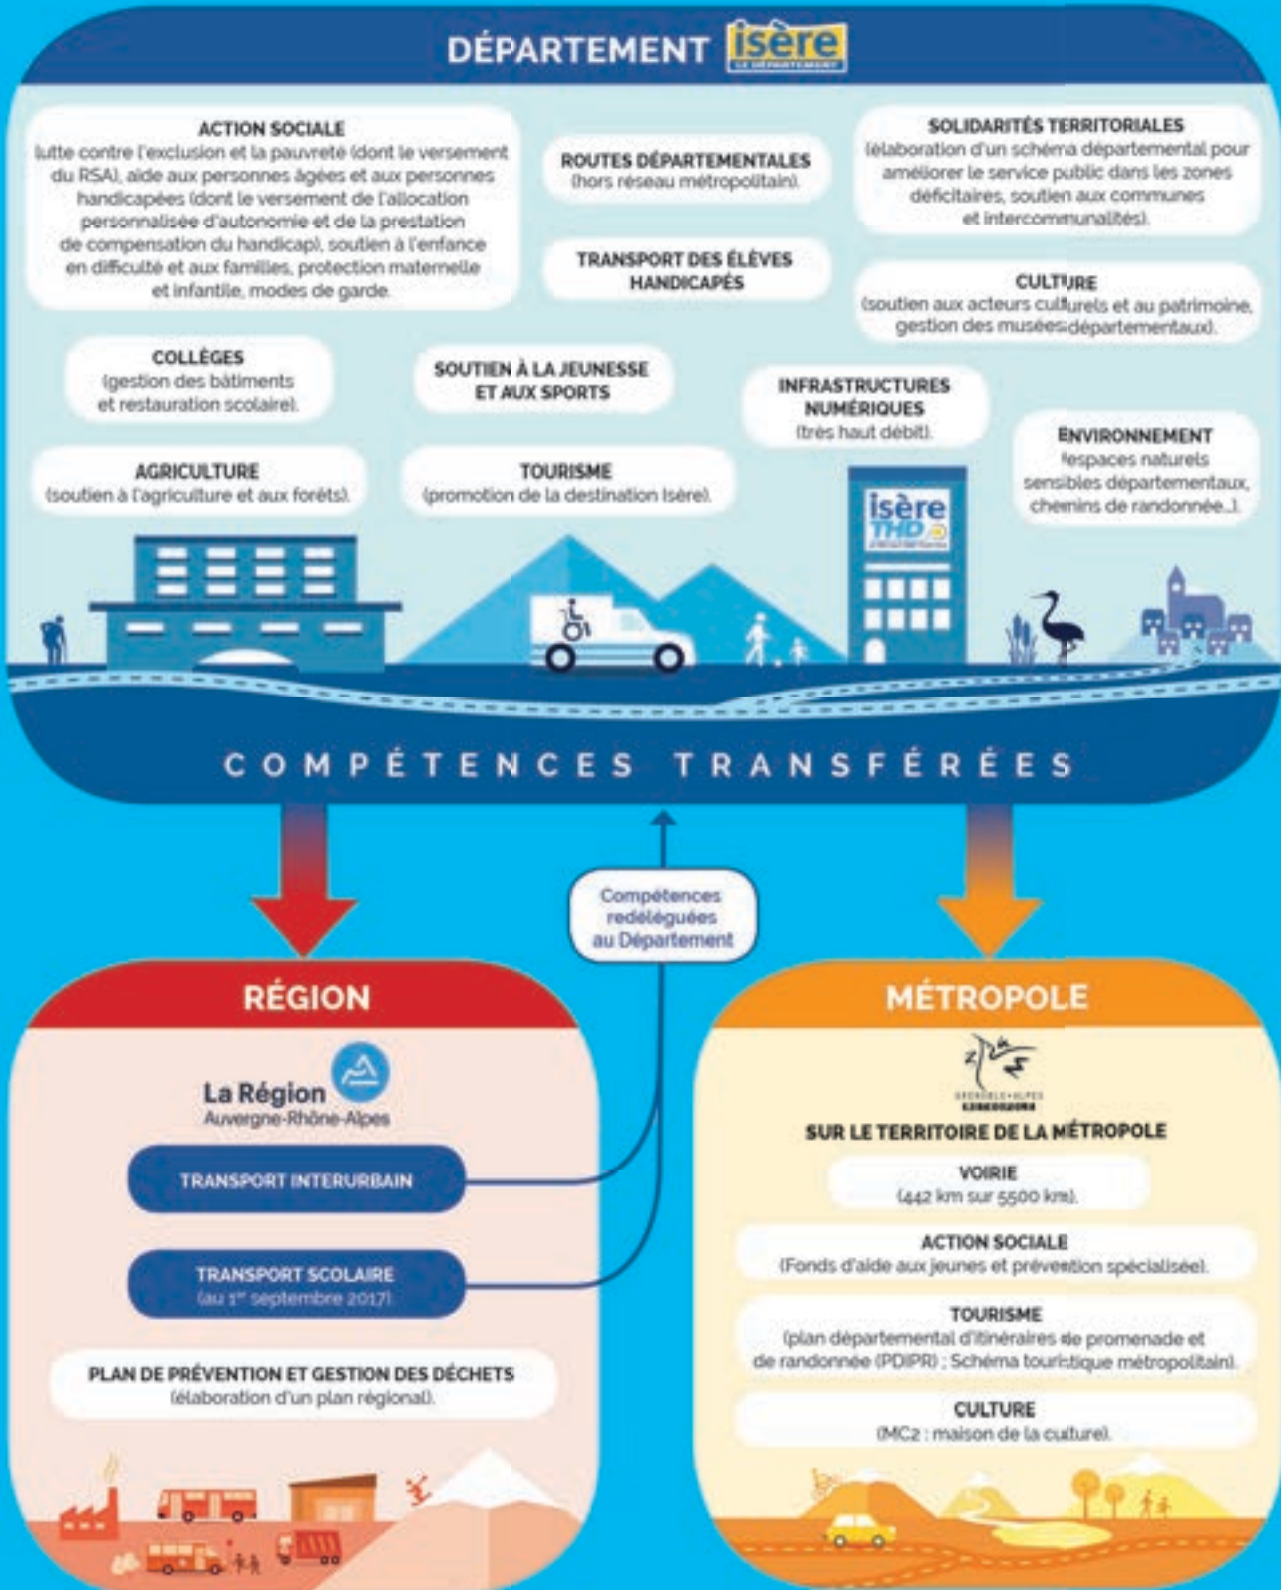 DÉPARTEMENT
isère
LE DÉPARTEMENT
ACTION SOCIALE
lutte contre l'exclusion et la pauvreté (dont le versement
du RSA), aide aux personnes âgées et aux personnes
handicapées (dont le versement de l'allocation
personnalisée d'autonomie et de la prestation
de compensation du handicap), soutien à l'enfance
en difficulté et aux familles, protection maternelle
et infantile, modes de garde.
ROUTES DÉPARTEMENTALES
(hors réseau métropolitain).
TRANSPORT DES ÉLÈVES
HANDICAPÉS
SOLIDARITÉS TERRITORIALES
(élaboration d'un schéma départemental pour
améliorer le service public dans les zones
déficitaires, soutien aux communes
et intercommunalités).
CULTURE
(soutien aux acteurs culturels et au patrimoine,
gestion des musées départementaux).
COLLÈGES
(gestion des bâtiments
et restauration scolaire).
SOUTIEN À LA JEUNESSE
ET AUX SPORTS
INFRASTRUCTURES
NUMÉRIQUES
(très haut débit).
ENVIRONNEMENT
(espaces naturels
sensibles départementaux,
chemins de randonnée...).
AGRICULTURE
(soutien à l'agriculture et aux forêts).
TOURISME
(promotion de la destination Isère).
isère
THD
COMPÉTENCES TRANSFÉRÉES
Compétences
redéléguées
au Département
RÉGION
La Région
Auvergne-Rhône-Alpes
TRANSPORT INTERURBAIN
TRANSPORT SCOLAIRE
(au 1er septembre 2017)
PLAN DE PRÉVENTION ET GESTION DES DÉCHETS
(élaboration d'un plan régional).
MÉTROPOLE
GRENOBLE-ALPES
SUR LE TERRITOIRE DE LA MÉTROPOLE
VOIRIE
(442 km sur 5500 km).
ACTION SOCIALE
(Fonds d'aide aux jeunes et prévention spécialisée).
TOURISME
(plan départemental d'itinéraires de promenade et
de randonnée (PDIPR) ; Schéma touristique métropolitain).
CULTURE
(MC2 : maison de la culture).